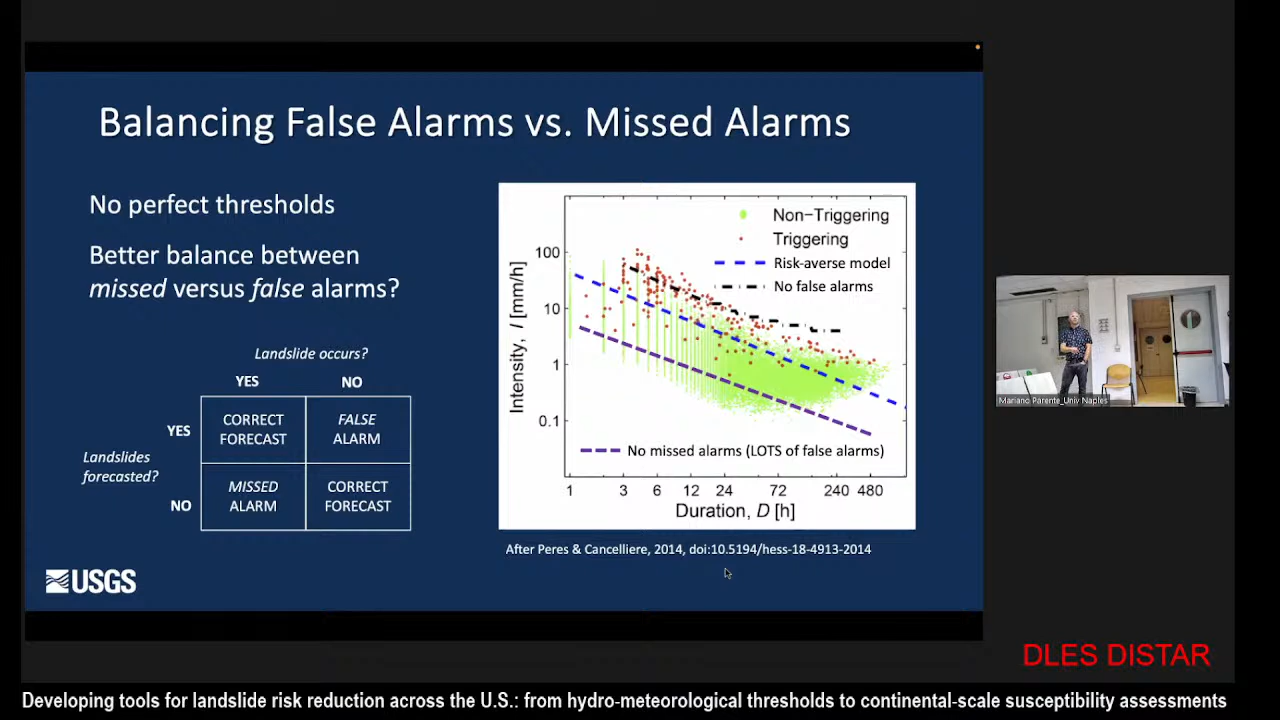 Balancing False Alarms vs. Missed Alarms
No perfect thresholds
Better balance between
missed versus false alarms?
Landslide occurs?
YES NO
YES
CORRECT
FORECAST
FALSE
ALARM
Landslides
forecasted?
NO
MISSED
ALARM
CORRECT
FORECAST
USGS
Non-Triggering
Triggering
Risk-averse model
No false alarms
Intensity, I [mm/h]
100
10
1
0.1
No missed alarms (LOTS of false alarms)
1 3 6 12 24 72 240 480
Duration, D [h]
After Peres & Cancelliere, 2014, doi:10.5194/hess-18-4913-2014
Mariano Parente_Univ Naples
DLES DISTAR
Developing tools for landslide risk reduction across the U.S.: from hydro-meteorological thresholds to continental-scale susceptibility assessments